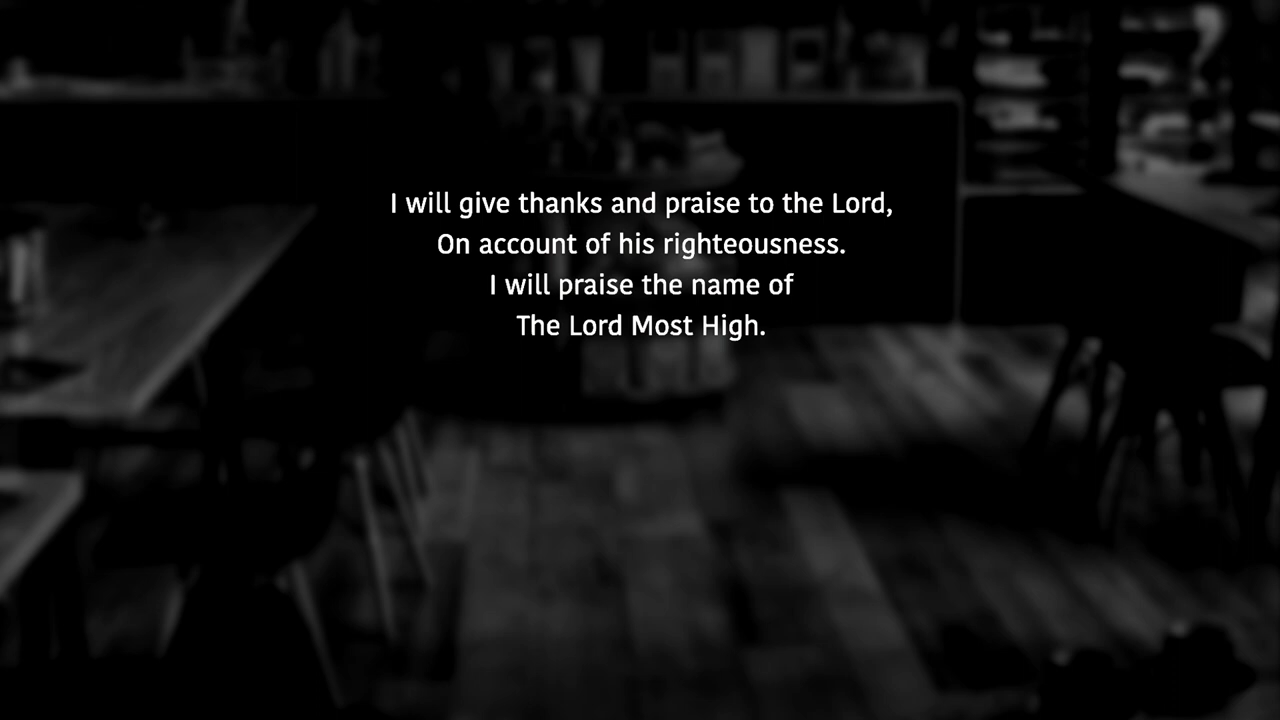 I will give thanks and praise to the Lord,
On account of his righteousness.
I will praise the name of
The Lord Most High.